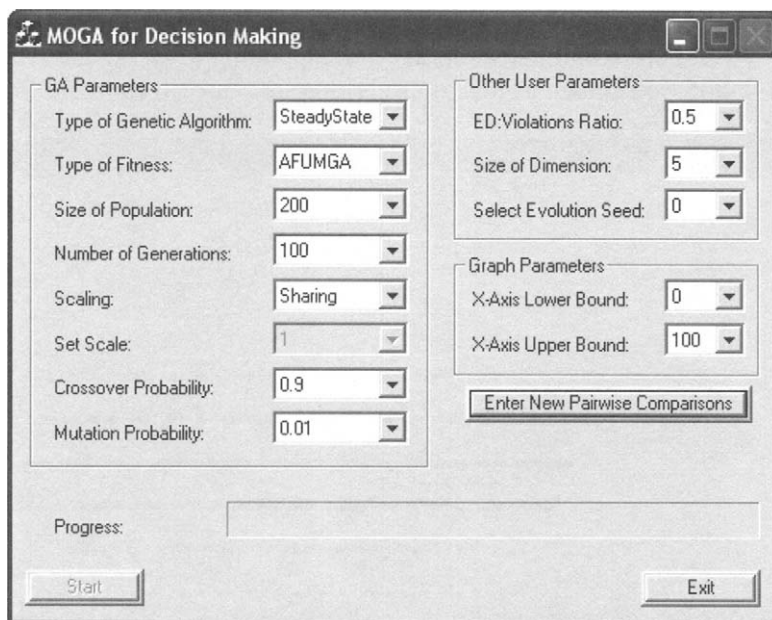 MOGA for Decision Making
GA Parameters
Type of Genetic Algorithm: SteadyState
Type of Fitness: AFUMGA
Size of Population: 200
Number of Generations: 100
Scaling: Sharing
Set Scale: 1
Crossover Probability: 0.9
Mutation Probability: 0.01
Other User Parameters
ED:Violations Ratio: 0.5
Size of Dimension: 5
Select Evolution Seed: 0
Graph Parameters
X-Axis Lower Bound: 0
X-Axis Upper Bound: 100
Enter New Pairwise Comparisons
Progress:
Start
Exit